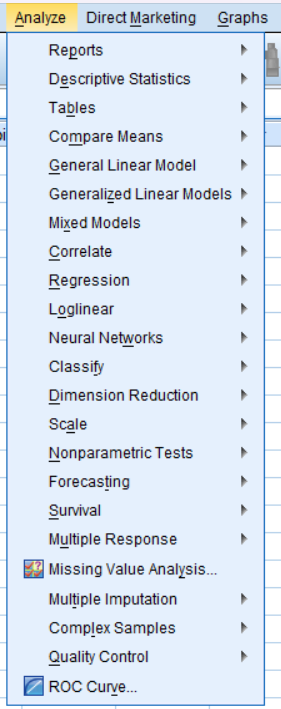 Analyze Direct Marketing Graphs
Reports
Descriptive Statistics
Tables
Compare Means
General Linear Model
Generalized Linear Models
Mixed Models
Correlate
Regression
Loglinear
Neural Networks
Classify
Dimension Reduction
Scale
Nonparametric Tests
Forecasting
Survival
Multiple Response
Missing Value Analysis...
Multiple Imputation
Complex Samples
Quality Control
ROC Curve...